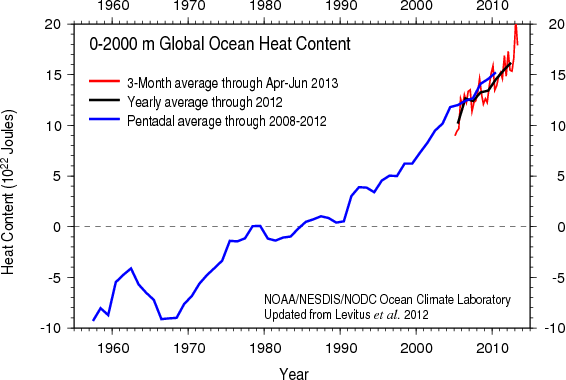 1960 1970 1980 1990 2000 2010
0-2000 m Global Ocean Heat Content
3-Month average through Apr-Jun 2013
Yearly average through 2012
Pentadal average through 2008-2012
20 20
15 15
10 10
5 5
0 0
-5 -5
-10 -10
Heat Content (10²² Joules)
NOAA/NESDIS/NODC Ocean Climate Laboratory
Updated from Levitus et al. 2012
1960 1970 1980 1990 2000 2010
Year